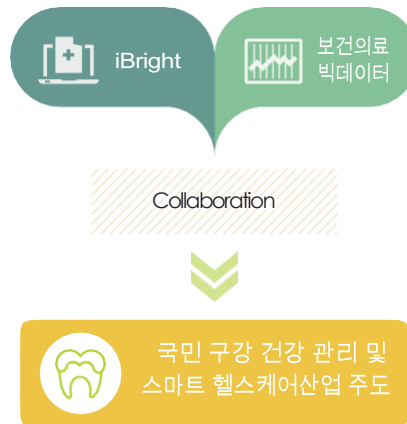 iBright
보건의료
빅데이터
Collaboration
국민 구강 건강 관리 및
스마트 헬스케어산업 주도